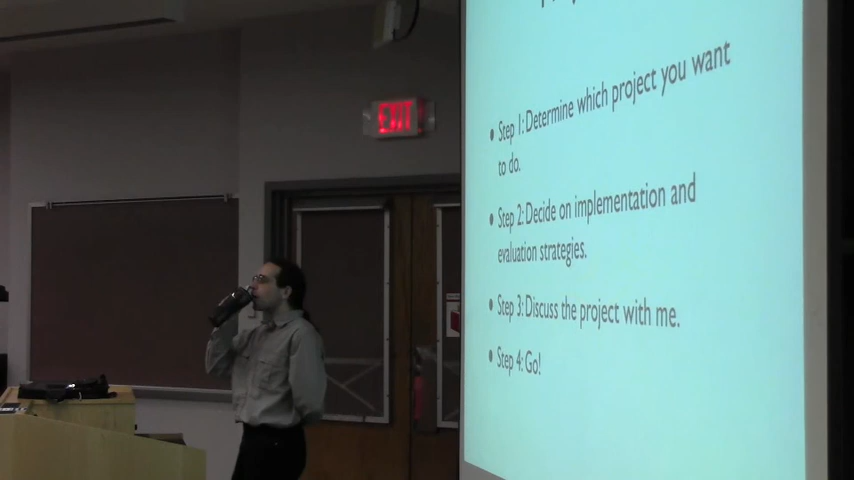 EXIT
• Step 1: Determine which project you want
to do.
• Step 2: Decide on implementation and
evaluation strategies.
• Step 3: Discuss the project with me.
• Step 4: Go!